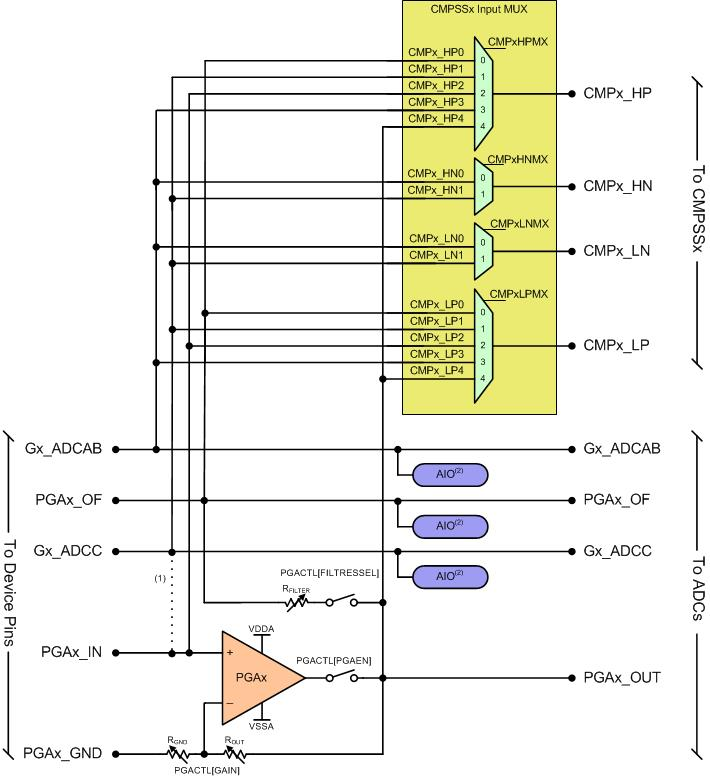 CMPSSx Input MUX
CMPxHPMX
CMPx_HP0
0
CMPx_HP1
1
CMPx_HP2
2
CMPx_HP
CMPx_HP3
3
CMPx_HP4
4
CMPxHNMX
CMPx_HN0
0
CMPx_HN1
1
CMPx_HN
CMPxLNMX
CMPx_LN0
0
CMPx_LN1
1
CMPx_LN
CMPxLPMX
CMPx_LP0
0
CMPx_LP1
1
CMPx_LP2
2
CMPx_LP
CMPx_LP3
3
CMPx_LP4
4
To CMPSSx
Gx_ADCAB
Gx_ADCAB
AIO(2)
PGAx_OF
PGAx_OF
AIO(2)
Gx_ADCC
Gx_ADCC
AIO(2)
(1)
PGACTL[FILTRESSEL]
RFILTER
To Device Pins
To ADCs
VDDA
PGAx_IN
+
PGACTL[PGAEN]
PGAx
PGAx_OUT
–
VSSA
RGND
ROUT
PGAx_GND
PGACTL[GAIN]